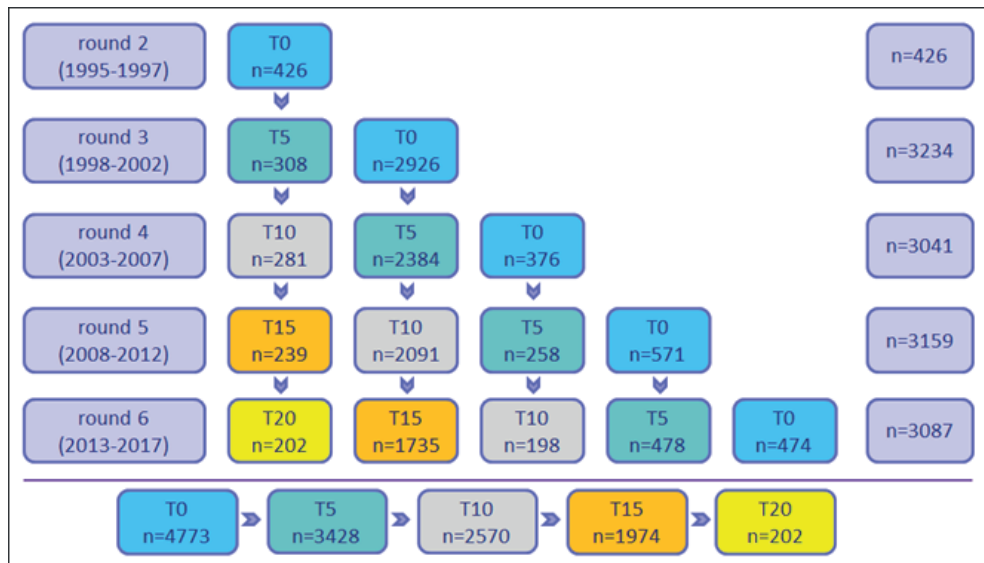 round 2
(1995-1997)
T0
n=426
n=426
round 3
(1998-2002)
T5
n=308
T0
n=2926
n=3234
round 4
(2003-2007)
T10
n=281
T5
n=2384
T0
n=376
n=3041
round 5
(2008-2012)
T15
n=239
T10
n=2091
T5
n=258
T0
n=571
n=3159
round 6
(2013-2017)
T20
n=202
T15
n=1735
T10
n=198
T5
n=478
T0
n=474
n=3087
T0
n=4773
T5
n=3428
T10
n=2570
T15
n=1974
T20
n=202